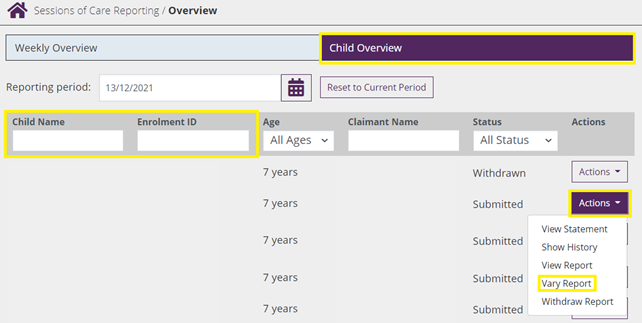 Sessions of Care Reporting / Overview
Weekly Overview Child Overview
Reporting period: 13/12/2021 Reset to Current Period
Child Name Enrolment ID Age Claimant Name Status Actions
All Ages All Status
7 years Withdrawn Actions
7 years Submitted Actions
View Statement
7 years Submitted Show History
View Report
7 years Submitted Vary Report
Withdraw Report
7 years Submitted